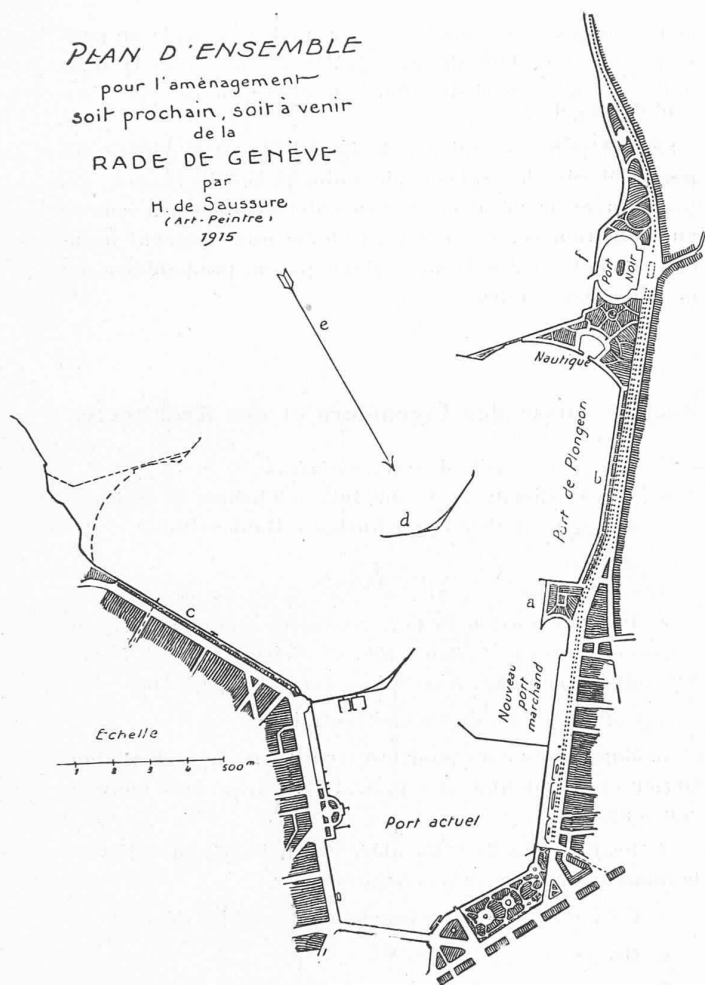 PLAN D'ENSEMBLE
pour l'aménagement
soit prochain, soit à venir
de la
RADE DE GENÈVE
par
H. de Saussure
(Art-Peintre)
1915
e
f
Port
Noir
Nautique
d
Port de Plongeon
a
c
Nouveau
port
marchand
Echelle
1 2 3 4 500 m
Port actuel